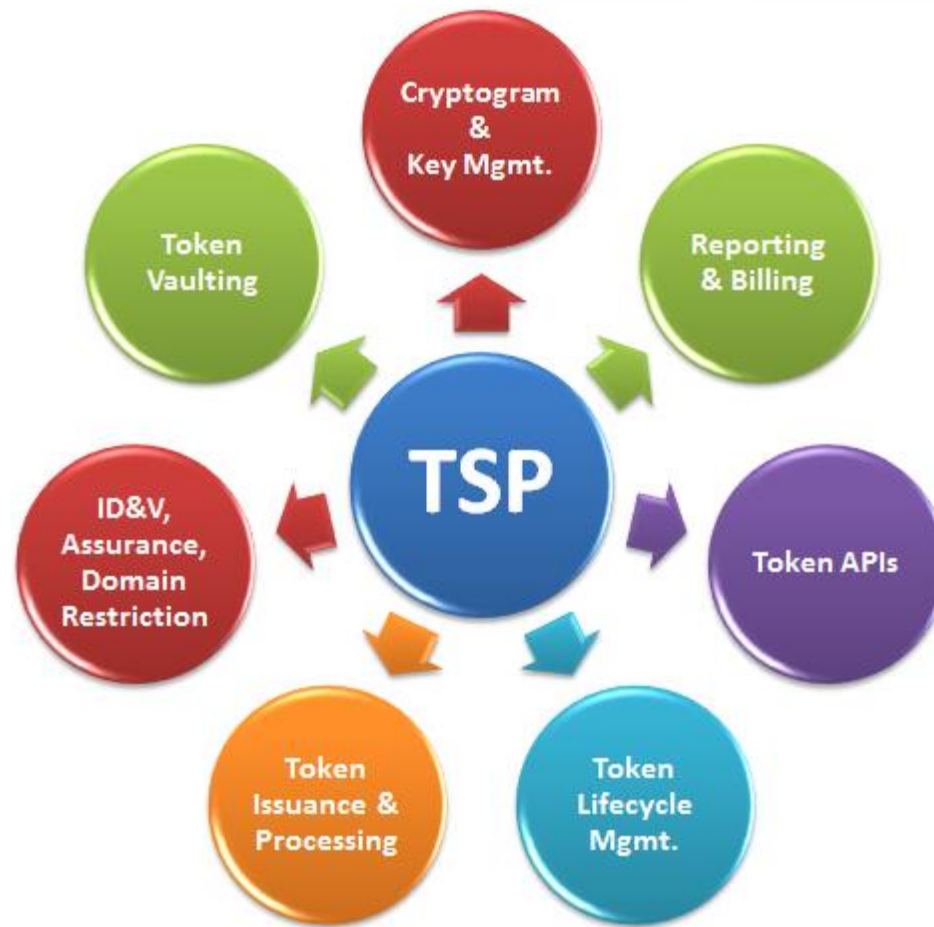 Cryptogram
&
Key Mgmt.
Reporting
& Billing
Token APIs
Token
Lifecycle
Mgmt.
Token
Issuance &
Processing
ID&V,
Assurance,
Domain
Restriction
Token
Vaulting
TSP